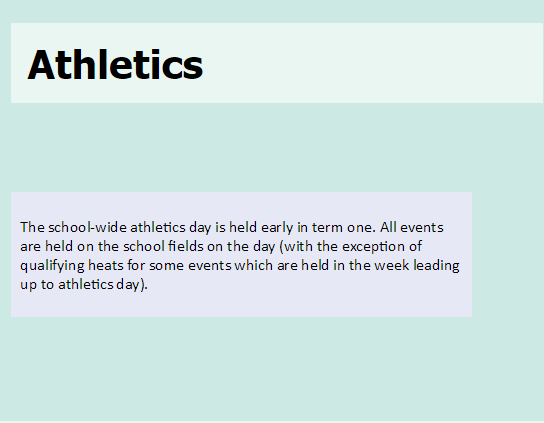 Athletics
The school-wide athletics day is held early in term one. All events
are held on the school fields on the day (with the exception of
qualifying heats for some events which are held in the week leading
up to athletics day).